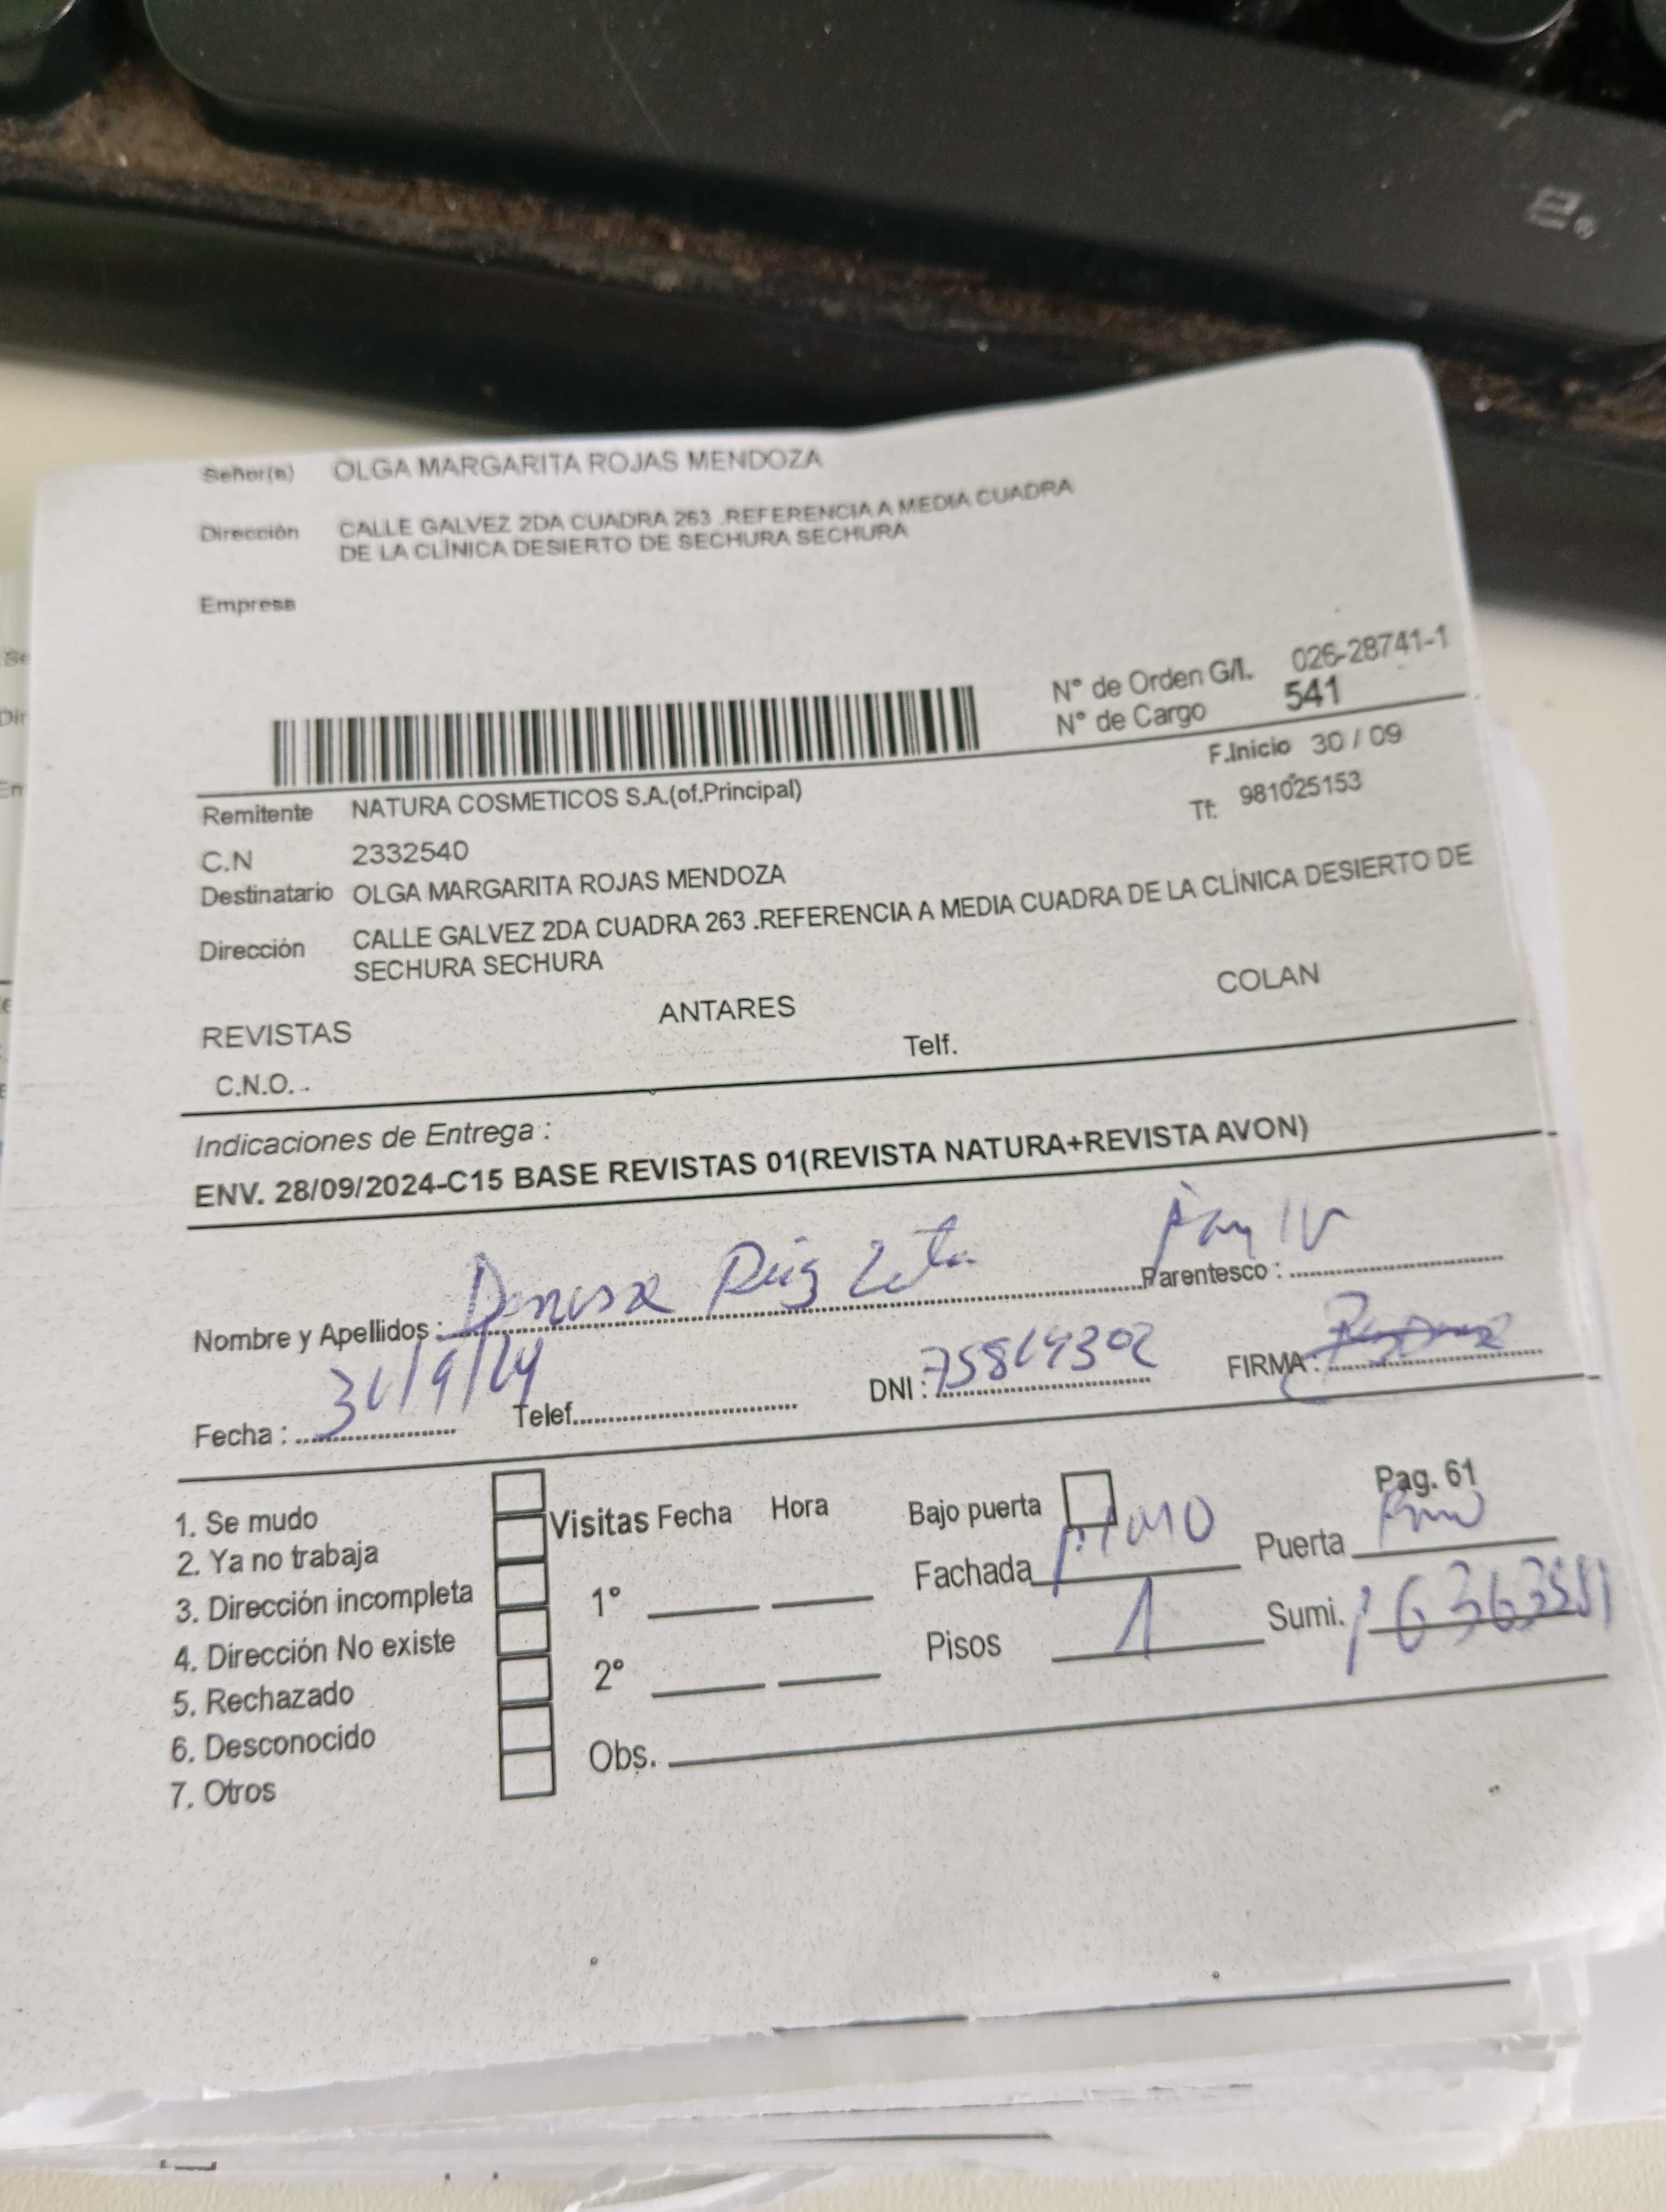 Señor(a) OLGA MARGARITA ROJAS MENDOZA
Dirección CALLE GALVEZ 2DA CUADRA 263 .REFERENCIA A MEDIA CUADRA
DE LA CLÍNICA DESIERTO DE SECHURA SECHURA
Empresa
N° de Orden G/I. 026-28741-1
N° de Cargo 541
F.Inicio 30 / 09
Remitente NATURA COSMETICOS S.A.(of.Principal) Tf: 981025153
C.N 2332540
Destinatario OLGA MARGARITA ROJAS MENDOZA
Dirección CALLE GALVEZ 2DA CUADRA 263 .REFERENCIA A MEDIA CUADRA DE LA CLÍNICA DESIERTO DE
SECHURA SECHURA
REVISTAS ANTARES COLAN
C.N.O. . Telf.
Indicaciones de Entrega :
ENV. 28/09/2024-C15 BASE REVISTAS 01(REVISTA NATURA+REVISTA AVON)
Nombre y Apellidos : Parentesco :
Fecha : Telef. DNI : FIRMA :
Pag. 61
1. Se mudo Visitas Fecha Hora Bajo puerta
2. Ya no trabaja Fachada Puerta
3. Dirección incompleta 1° Pisos 1 Sumi.
4. Dirección No existe
5. Rechazado 2°
6. Desconocido Obs.
7. Otros